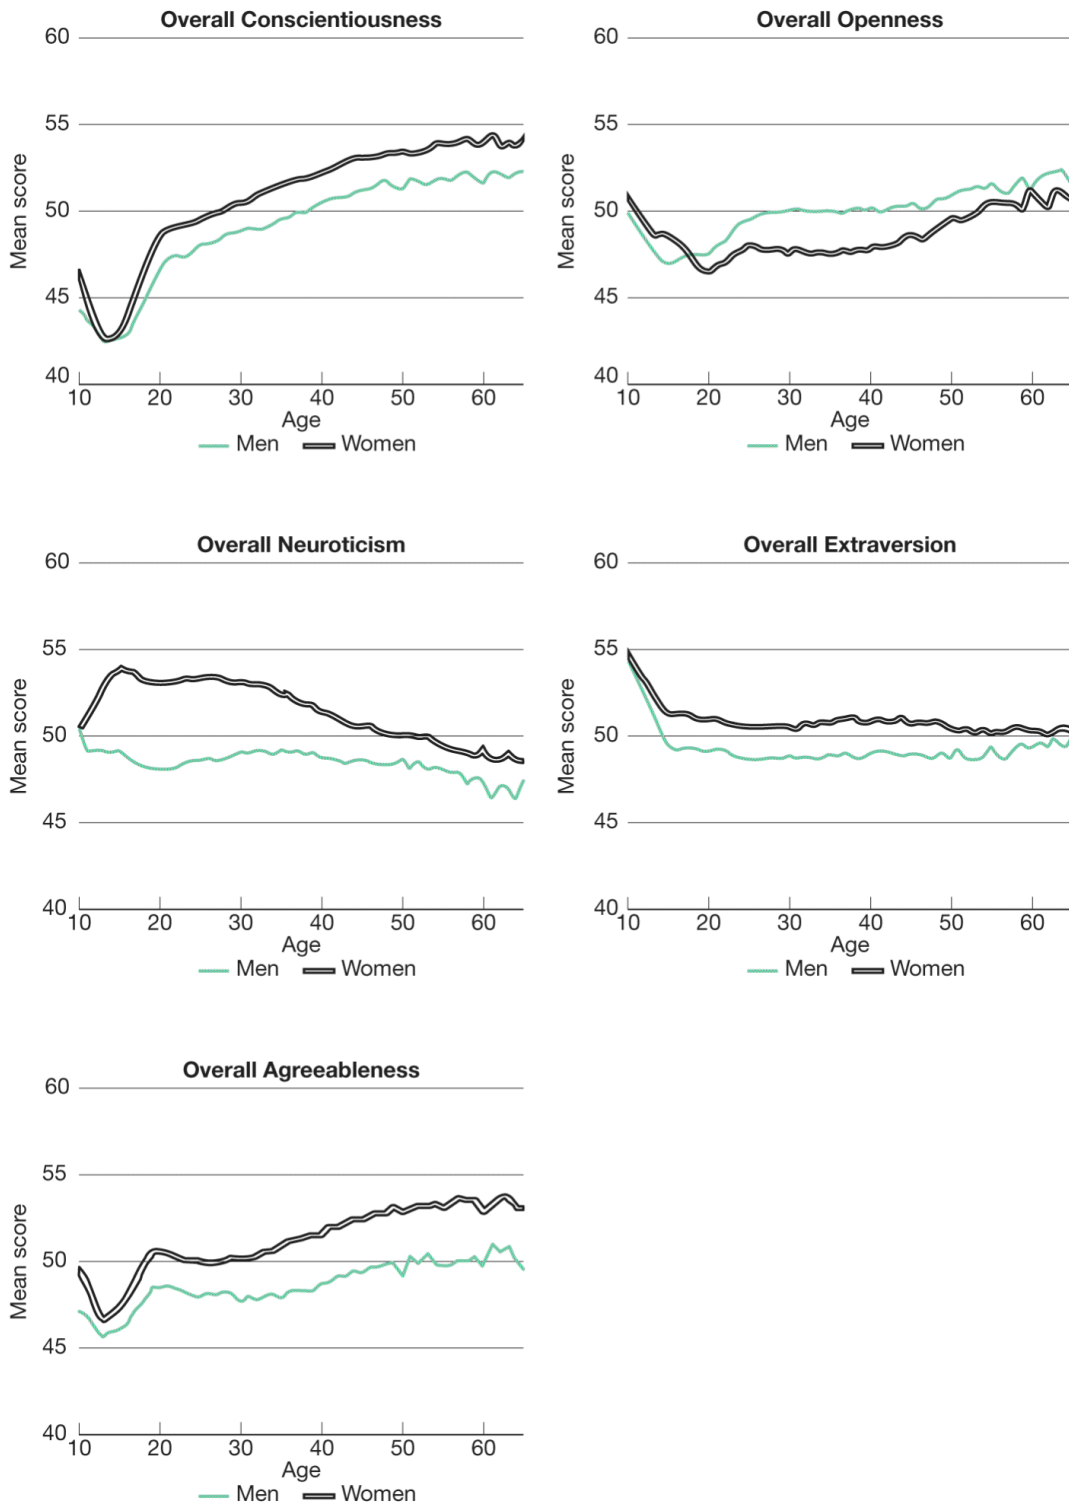 Overall Conscientiousness
60
55
50
45
40
Mean score
10 20 30 40 50 60
Age
Men Women
Overall Openness
60
55
50
45
40
Mean score
10 20 30 40 50 60
Age
Men Women
Overall Neuroticism
60
55
50
45
40
Mean score
10 20 30 40 50 60
Age
Men Women
Overall Extraversion
60
55
50
45
40
Mean score
10 20 30 40 50 60
Age
Men Women
Overall Agreeableness
60
55
50
45
40
Mean score
10 20 30 40 50 60
Age
Men Women